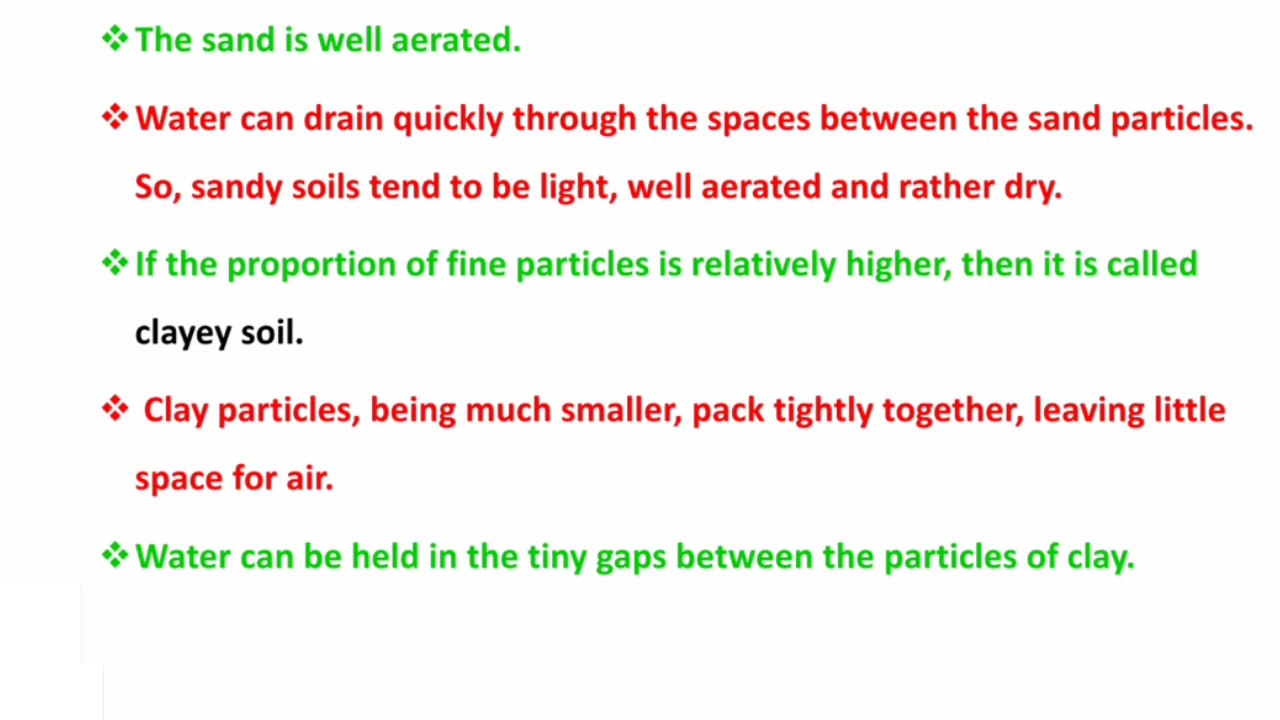 ❖ The sand is well aerated.
❖ Water can drain quickly through the spaces between the sand particles.
So, sandy soils tend to be light, well aerated and rather dry.
❖ If the proportion of fine particles is relatively higher, then it is called
clayey soil.
❖ Clay particles, being much smaller, pack tightly together, leaving little
space for air.
❖ Water can be held in the tiny gaps between the particles of clay.